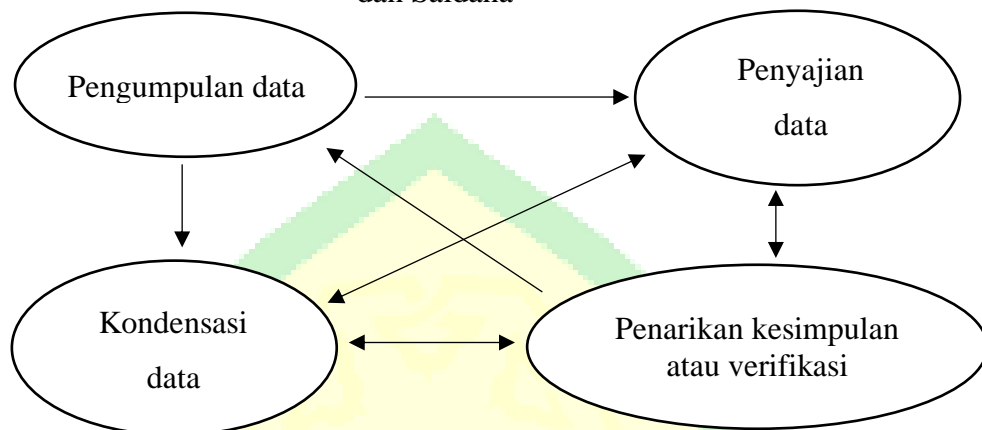 dan Saldana
Pengumpulan data
Penyajian
data
Kondensasi
data
Penarikan kesimpulan
atau verifikasi